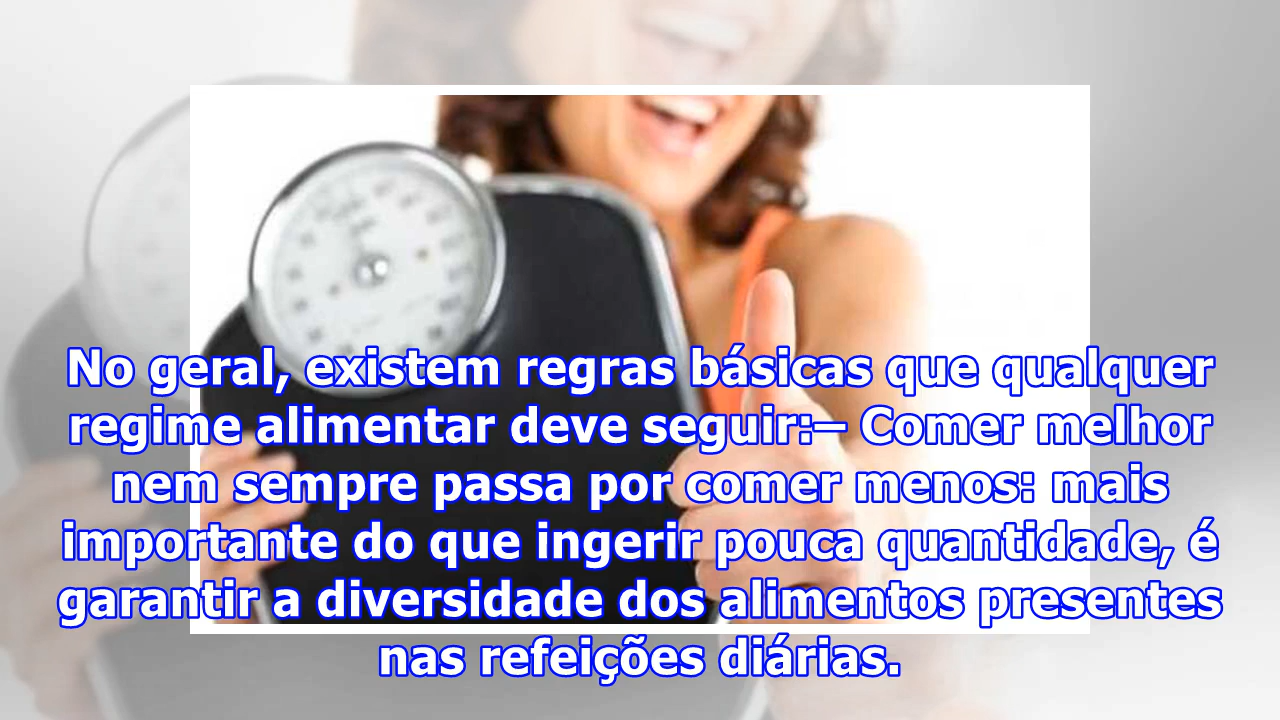 No geral, existem regras básicas que qualquer
regime alimentar deve seguir:– Comer melhor
nem sempre passa por comer menos: mais
importante do que ingerir pouca quantidade, é
garantir a diversidade dos alimentos presentes
nas refeições diárias.